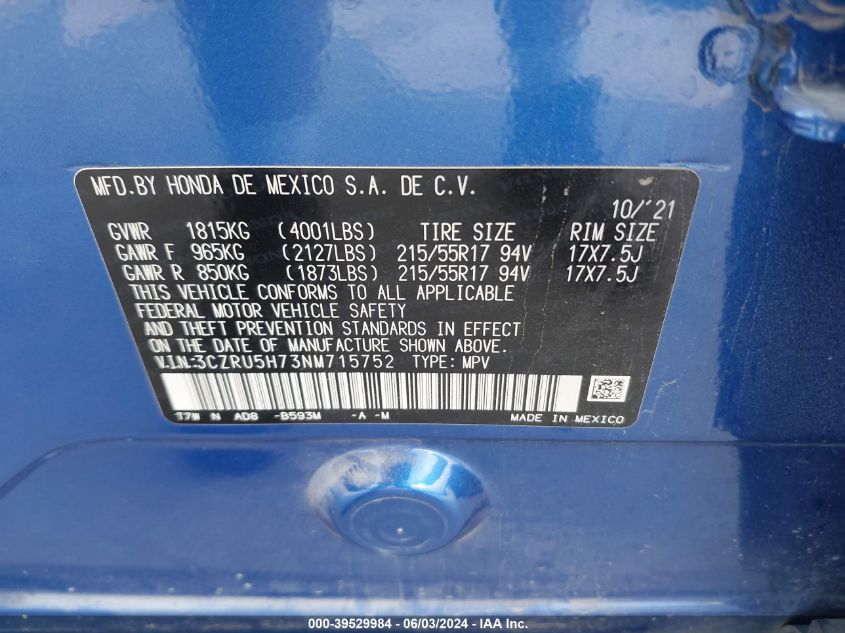 MFD.BY HONDA DE MEXICO S.A. DE C.V.
10/'21
GVWR 1815KG (4001LBS) TIRE SIZE RIM SIZE
GAWR F 965KG (2127LBS) 215/55R17 94V 17X7.5J
GAWR R 850KG (1873LBS) 215/55R17 94V 17X7.5J
THIS VEHICLE CONFORMS TO ALL APPLICABLE
FEDERAL MOTOR VEHICLE SAFETY
AND THEFT PREVENTION STANDARDS IN EFFECT
ON THE DATE OF MANUFACTURE SHOWN ABOVE.
V.I.N.:3CZRU5H73NM715752 TYPE: MPV
T7W N AD8 -B593M -A -M MADE IN MEXICO
000-39529984 - 06/03/2024 - IAA Inc.